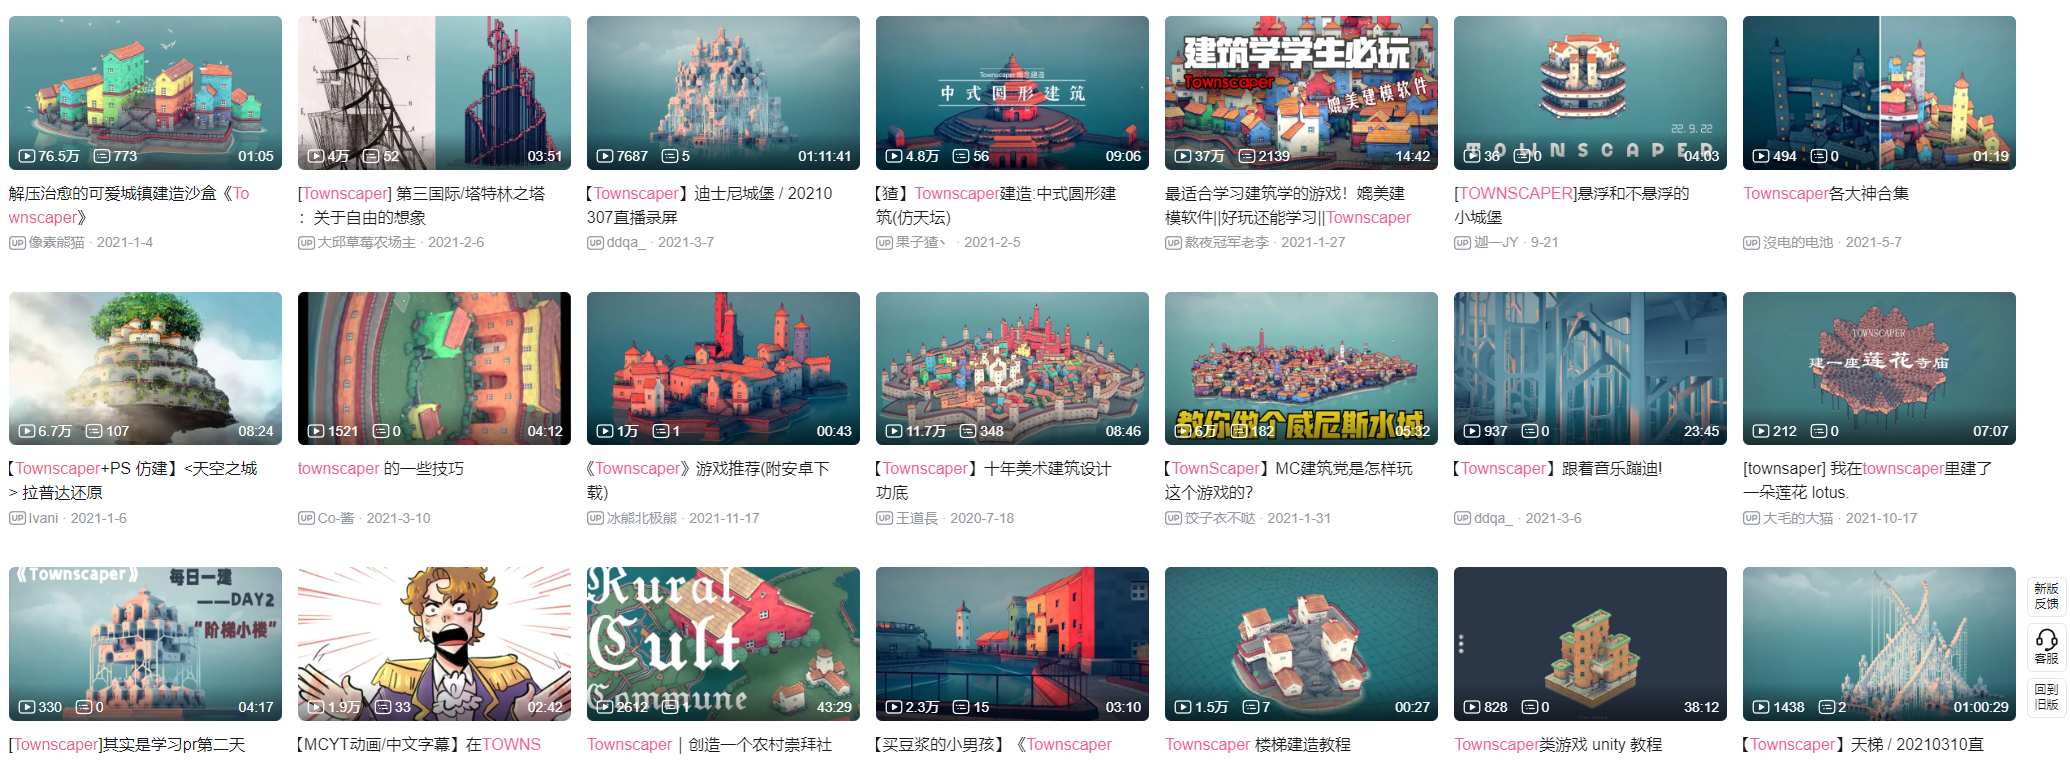 76.5万 773 01:05
4万 52 03:51
7687 5 01:11:41
Townscaper概念建造
中式圆形建筑
4.8万 56 09:06
建筑学学生必玩
Townscaper
媲美建模软件
37万 2139 14:42
22.9.22
TOWNSCAPER
36 0 04:03
494 0 01:19
解压治愈的可爱城镇建造沙盒《To
wnscaper》
UP 像素熊猫 · 2021-1-4
[Townscaper] 第三国际/塔特林之塔
：关于自由的想象
UP 大邱草莓农场主 · 2021-2-6
【Townscaper】迪士尼城堡 / 20210
307直播录屏
UP ddqa_ · 2021-3-7
【猹】Townscaper建造:中式圆形建
筑(仿天坛)
UP 果子猹丶 · 2021-2-5
最适合学习建筑学的游戏！媲美建
模软件||好玩还能学习||Townscaper
UP 熬夜冠军老李 · 2021-1-27
[TOWNSCAPER]悬浮和不悬浮的
小城堡
UP 迦一JY · 9-21
Townscaper各大神合集
UP 沒电的电池 · 2021-5-7
6.7万 107 08:24
1521 0 04:12
1万 1 00:43
11.7万 348 08:46
教你做个威尼斯水城
6万 182 05:32
937 0 23:45
TOWNSCAPER
建一座莲花寺庙
212 0 07:07
【Townscaper+PS 仿建】<天空之城
> 拉普达还原
UP Ivani · 2021-1-6
townscaper 的一些技巧
UP Co-酱 · 2021-3-10
《Townscaper》游戏推荐(附安卓下
载)
UP 冰熊北极熊 · 2021-11-17
【Townscaper】十年美术建筑设计
功底
UP 王道長 · 2020-7-18
【TownScaper】MC建筑党是怎样玩
这个游戏的?
UP 饺子衣不哒 · 2021-1-31
【Townscaper】跟着音乐蹦迪!
UP ddqa_ · 2021-3-6
[townsaper] 我在townscaper里建了
一朵莲花 lotus.
UP 大毛的大猫 · 2021-10-17
《Townscaper》
每日一建
——DAY2
“阶梯小楼”
330 0 04:17
1.9万 33 02:42
Rural
Cult
Commune
2612 1 43:29
2.3万 15 03:10
1.5万 7 00:27
828 0 38:12
1438 2 01:00:29
[Townscaper]其实是学习pr第二天
【MCYT动画/中文字幕】在TOWNS
Townscaper｜创造一个农村崇拜社
【买豆浆的小男孩】《Townscaper
Townscaper 楼梯建造教程
Townscaper类游戏 unity 教程
【Townscaper】天梯 / 20210310直
新版
反馈
客服
回到
旧版